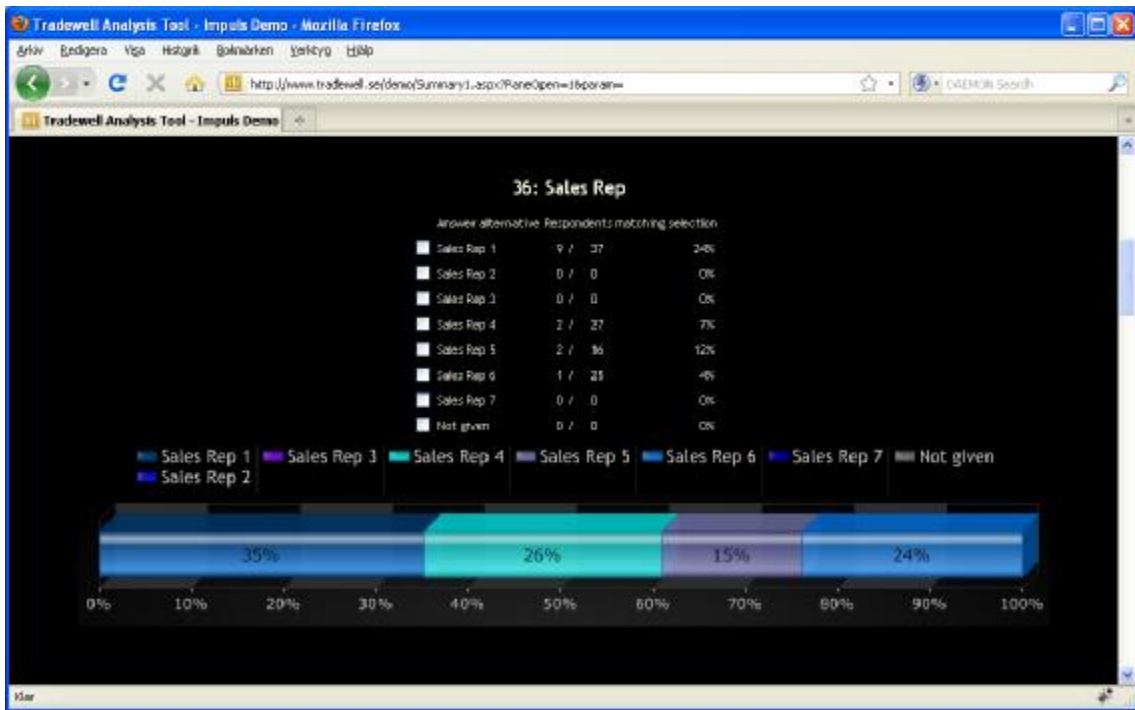 Tradewell Analysis Tool - Impuls Demo - Mozilla Firefox
Arkiv Redigera Visa Historik Bokmärken Verktyg Hjälp
http://www.tradewell.se/demo/Summary1.aspx?PaneOpen=1&param= DAEMON Search
Tradewell Analysis Tool - Impuls Demo
36: Sales Rep
Answer alternative Respondents matching selection
Sales Rep 1 9 / 37 24%
Sales Rep 2 0 / 0 0%
Sales Rep 3 0 / 0 0%
Sales Rep 4 2 / 27 7%
Sales Rep 5 2 / 16 12%
Sales Rep 6 1 / 25 4%
Sales Rep 7 0 / 0 0%
Not given 0 / 0 0%
Sales Rep 1 Sales Rep 3 Sales Rep 4 Sales Rep 5 Sales Rep 6 Sales Rep 7 Not given
Sales Rep 2
35% 26% 15% 24%
0% 10% 20% 30% 40% 50% 60% 70% 80% 90% 100%
Klar